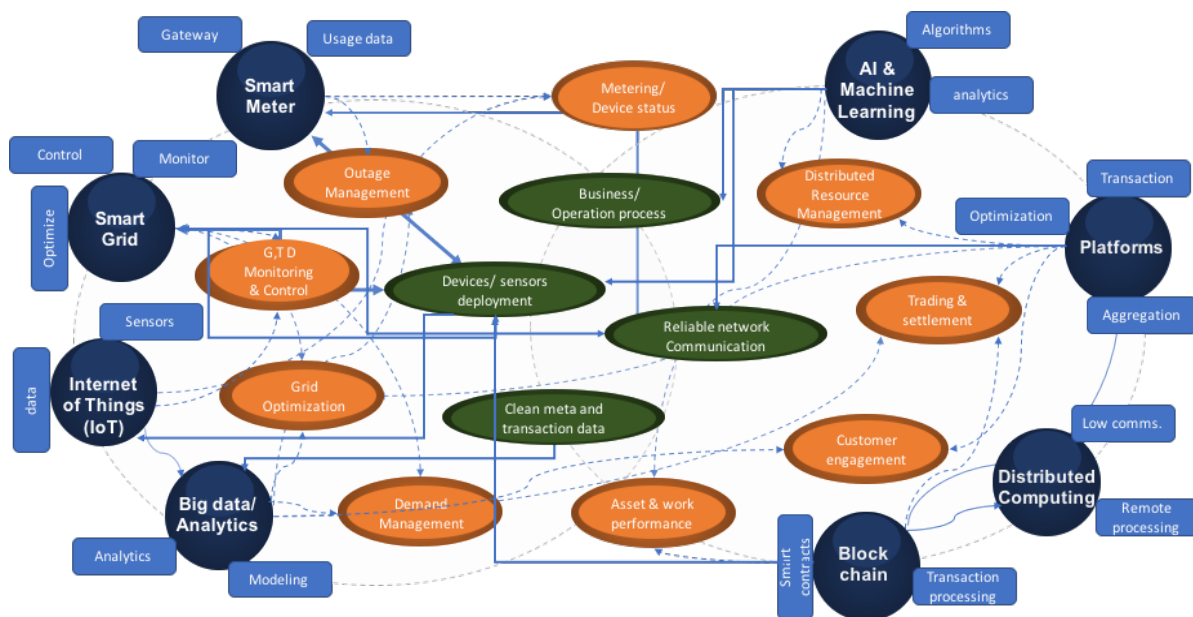 Gateway
Usage data
Smart
Meter
Metering/
Device status
Algorithms
AI &
Machine
Learning
analytics
Control
Monitor
Optimize
Smart
Grid
Outage
Management
Business/
Operation process
Distributed
Resource
Management
Transaction
Optimization
Platforms
G,T D
Monitoring
& Control
Devices/ sensors
deployment
Trading &
settlement
Aggregation
Sensors
Reliable network
Communication
data
Internet
of Things
(IoT)
Grid
Optimization
Clean meta and
transaction data
Customer
engagement
Low comms.
Distributed
Computing
Big data/
Analytics
Demand
Management
Asset & work
performance
Remote
processing
Analytics
Modeling
Smart
contracts
Block
chain
Transaction
processing